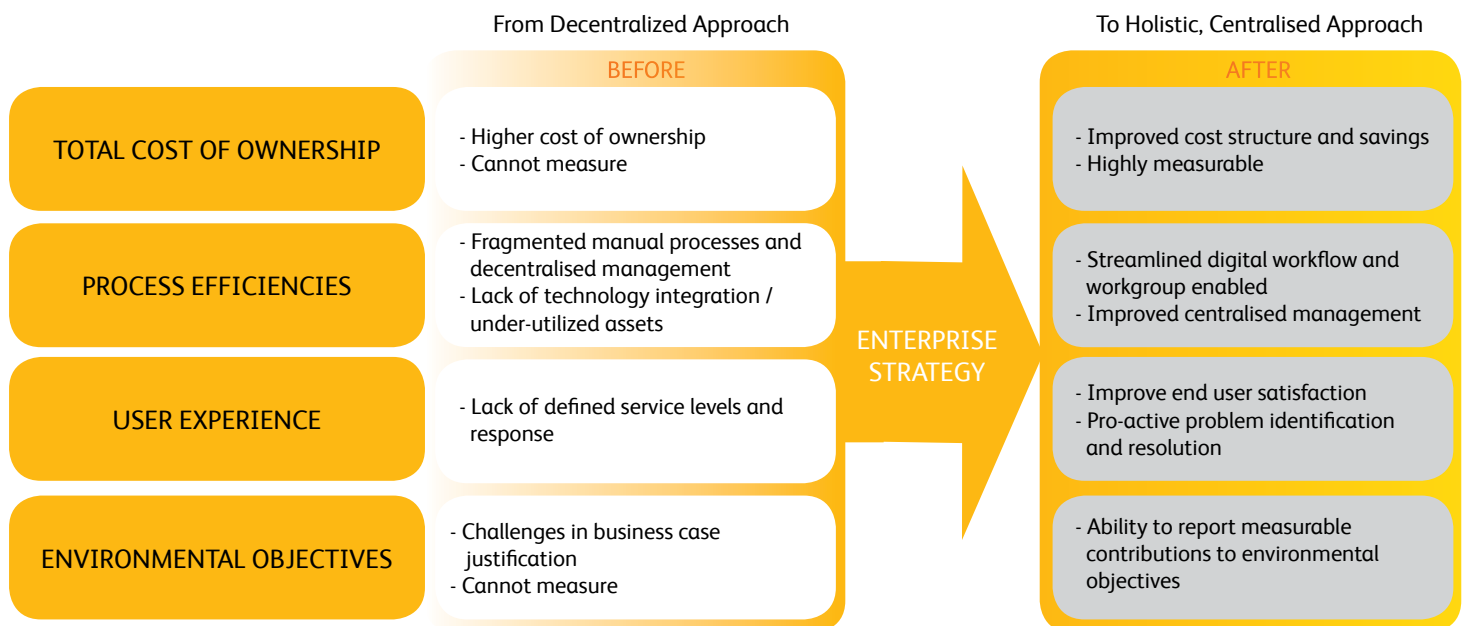 From Decentralized Approach
To Holistic, Centralised Approach
BEFORE
AFTER
TOTAL COST OF OWNERSHIP
- Higher cost of ownership
- Cannot measure
- Improved cost structure and savings
- Highly measurable
PROCESS EFFICIENCIES
- Fragmented manual processes and
decentralised management
- Lack of technology integration /
under-utilized assets
- Streamlined digital workflow and
workgroup enabled
- Improved centralised management
ENTERPRISE
STRATEGY
USER EXPERIENCE
- Lack of defined service levels and
response
- Improve end user satisfaction
- Pro-active problem identification
and resolution
ENVIRONMENTAL OBJECTIVES
- Challenges in business case
justification
- Cannot measure
- Ability to report measurable
contributions to environmental
objectives